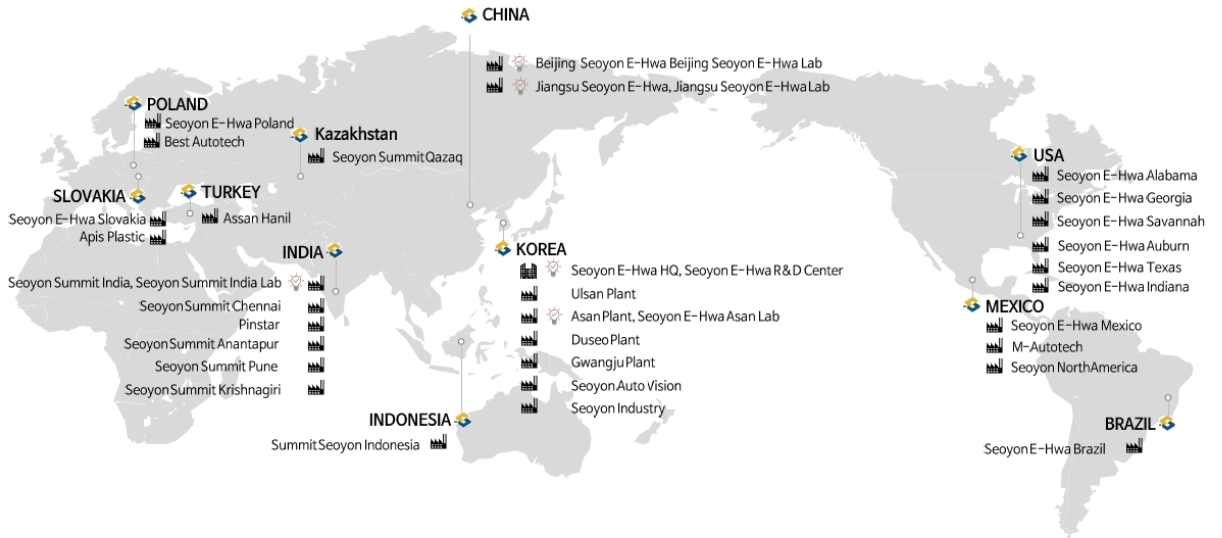 CHINA
Beijing Seoyon E-Hwa Beijing Seoyon E-Hwa Lab
Jiangsu Seoyon E-Hwa, Jiangsu Seoyon E-Hwa Lab
POLAND
Seoyon E-Hwa Poland
Best Autotech
Kazakhstan
Seoyon Summit Qazaq
SLOVAKIA
Seoyon E-Hwa Slovakia
Apis Plastic
TURKEY
Assan Hanil
INDIA
Seoyon Summit India, Seoyon Summit India Lab
Seoyon Summit Chennai
Pinstar
Seoyon Summit Anantapur
Seoyon Summit Pune
Seoyon Summit Krishnagiri
KOREA
Seoyon E-Hwa HQ, Seoyon E-Hwa R&D Center
Ulsan Plant
Asan Plant, Seoyon E-Hwa Asan Lab
Duseo Plant
Gwangju Plant
Seoyon Auto Vision
Seoyon Industry
INDONESIA
Summit Seoyon Indonesia
USA
Seoyon E-Hwa Alabama
Seoyon E-Hwa Georgia
Seoyon E-Hwa Savannah
Seoyon E-Hwa Auburn
Seoyon E-Hwa Texas
Seoyon E-Hwa Indiana
MEXICO
Seoyon E-Hwa Mexico
M-Autotech
Seoyon NorthAmerica
BRAZIL
Seoyon E-Hwa Brazil